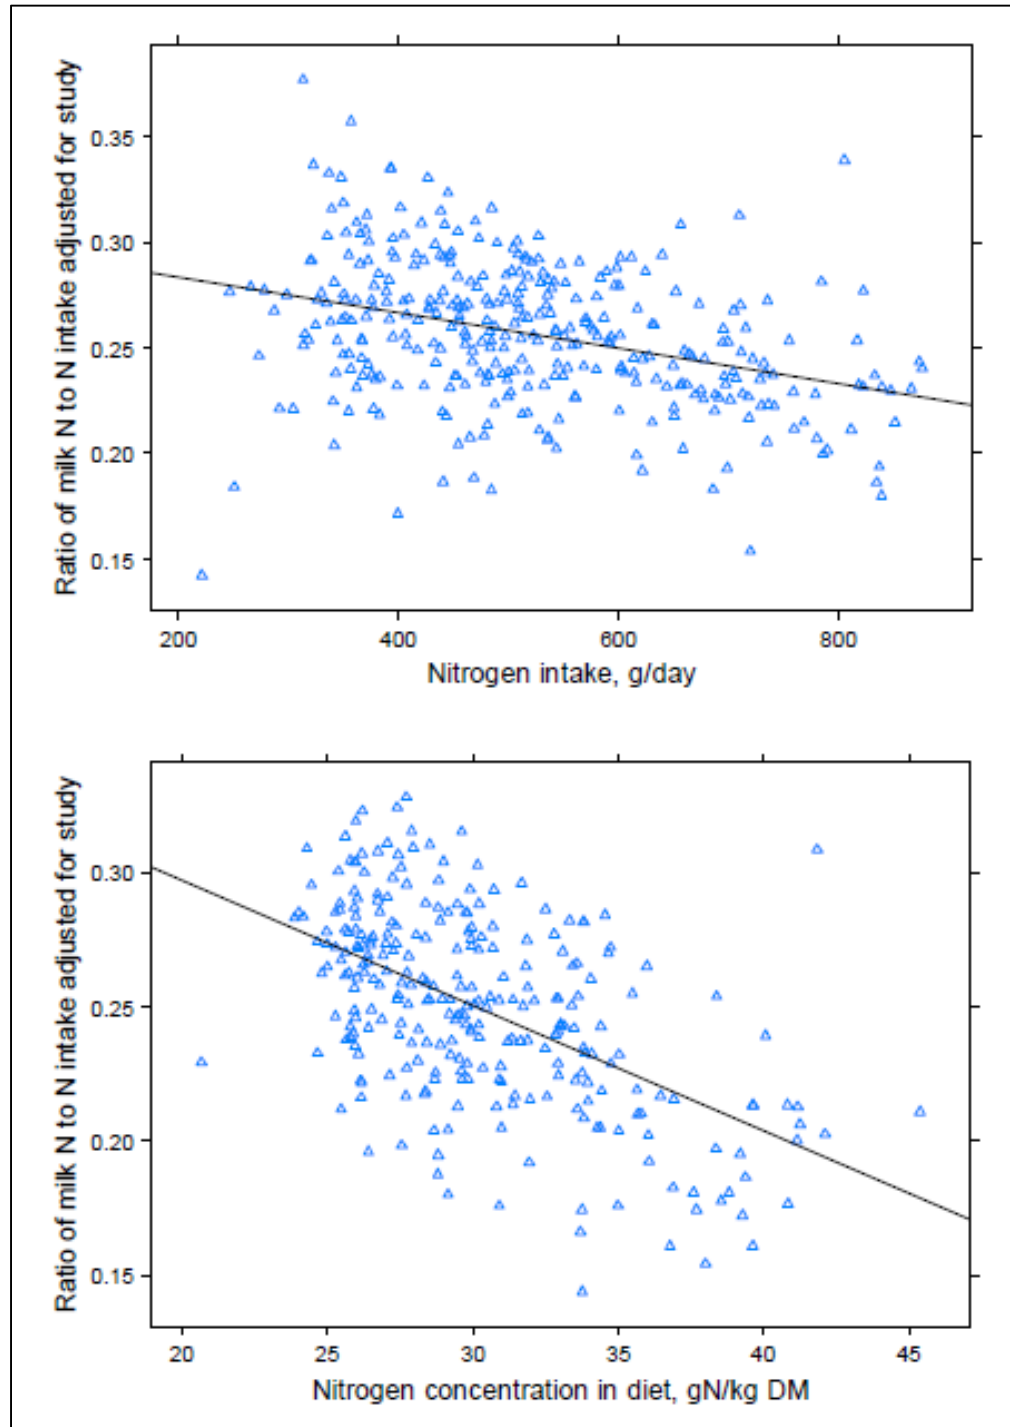 Ratio of milk N to N intake adjusted for study
0.35
0.30
0.25
0.20
0.15
200 400 600 800
Nitrogen intake, g/day
Ratio of milk N to N intake adjusted for study
0.30
0.25
0.20
0.15
20 25 30 35 40 45
Nitrogen concentration in diet, gN/kg DM